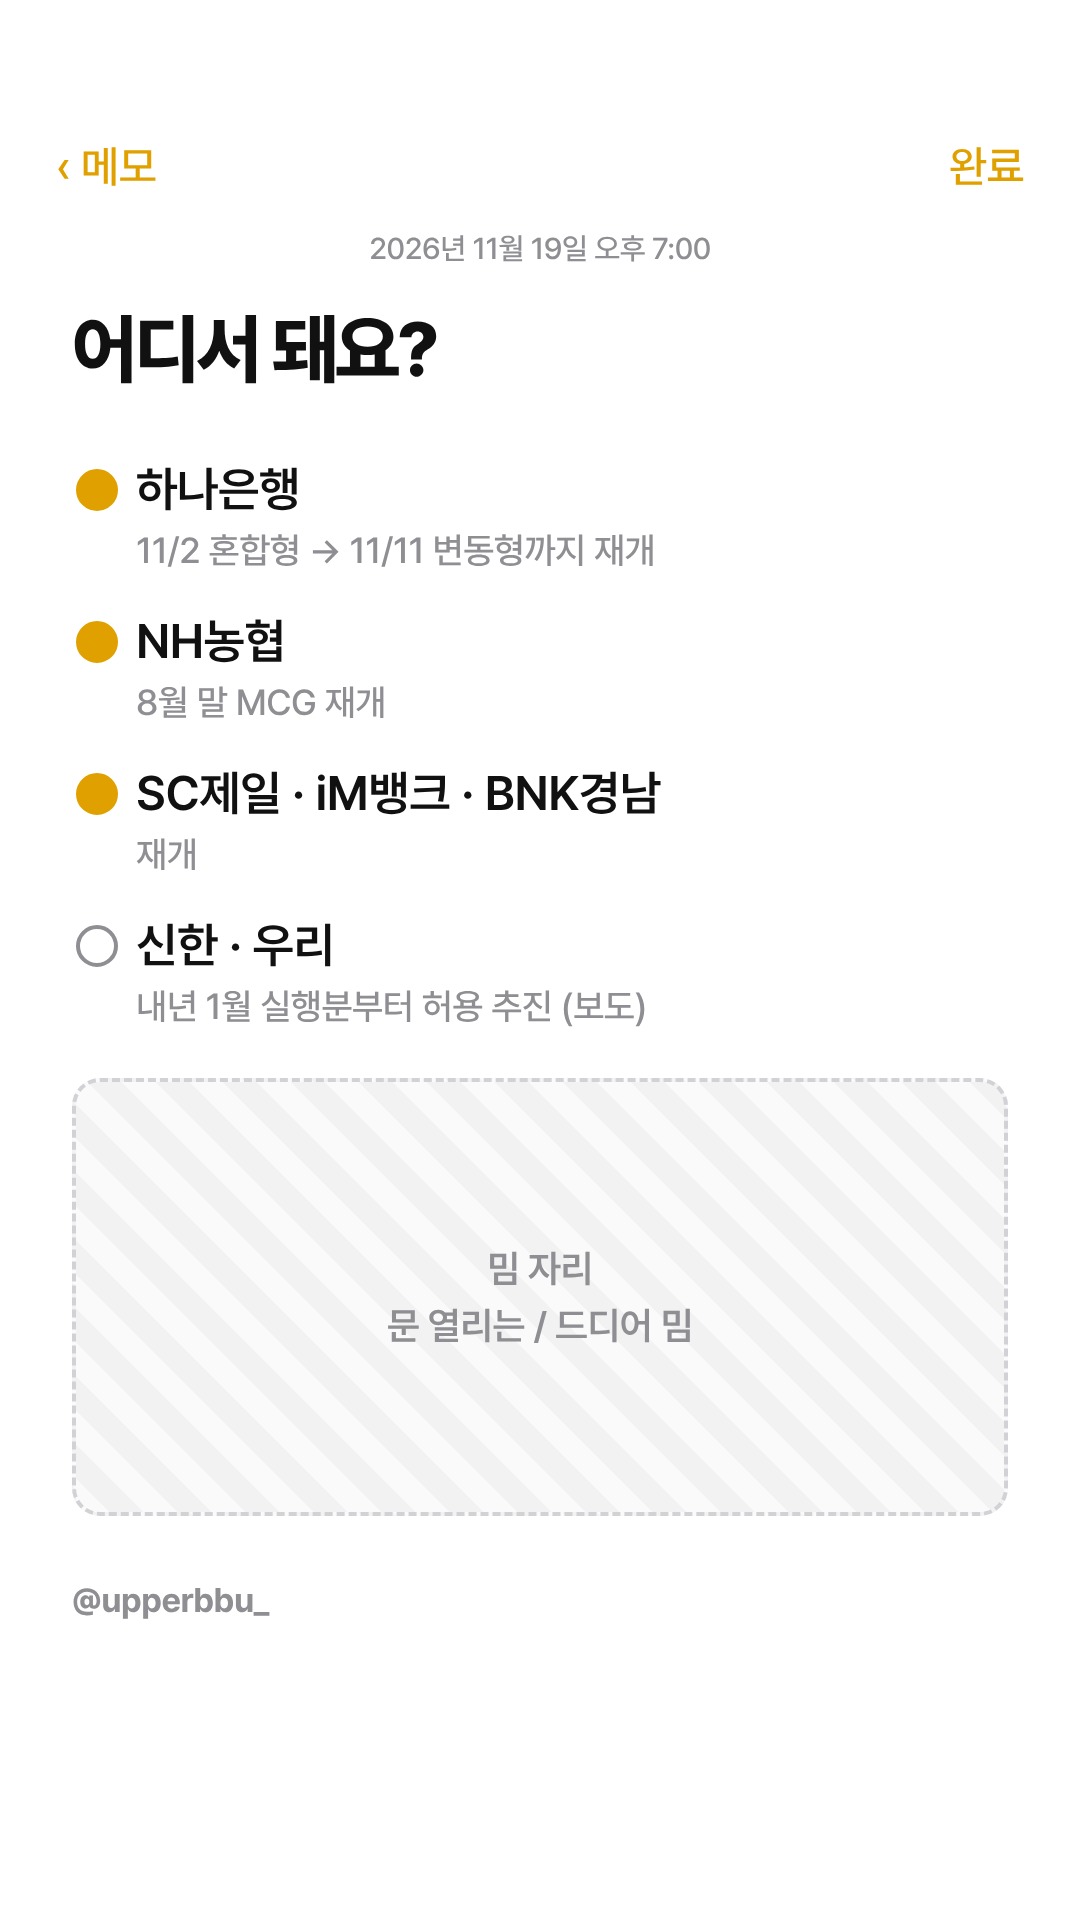 ‹ 메모
완료
2026년 11월 19일 오후 7:00
어디서 돼요?
하나은행
11/2 혼합형 → 11/11 변동형까지 재개
NH농협
8월 말 MCG 재개
SC제일 · iM뱅크 · BNK경남
재개
신한 · 우리
내년 1월 실행분부터 허용 추진 (보도)
밈 자리
문 열리는 / 드디어 밈
@upperbbu_